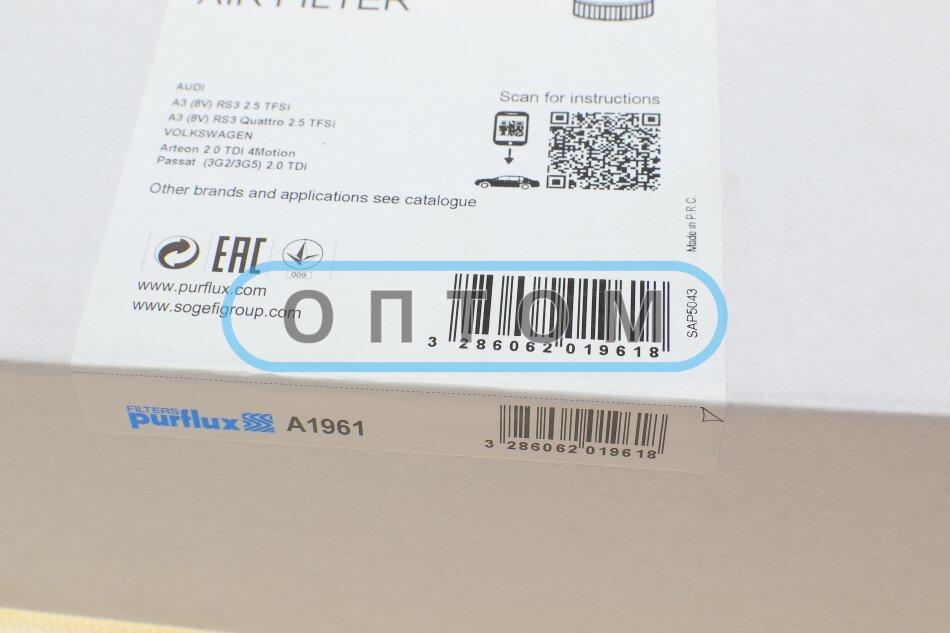 AIR FILTER
AUDI
A3 (8V) RS3 2.5 TFSi
A3 (8V) RS3 Quattro 2.5 TFSi
VOLKSWAGEN
Arteon 2.0 TDI 4Motion
Passat (3G2/3G5) 2.0 TDi
Other brands and applications see catalogue
Scan for instructions
Made in P.R.C.
EAC
009
www.purflux.com
www.sogefigroup.com
ОПТОМ
3 286062 019618
SAP5043
FILTERS
purflux
A1961
3 286062 019618